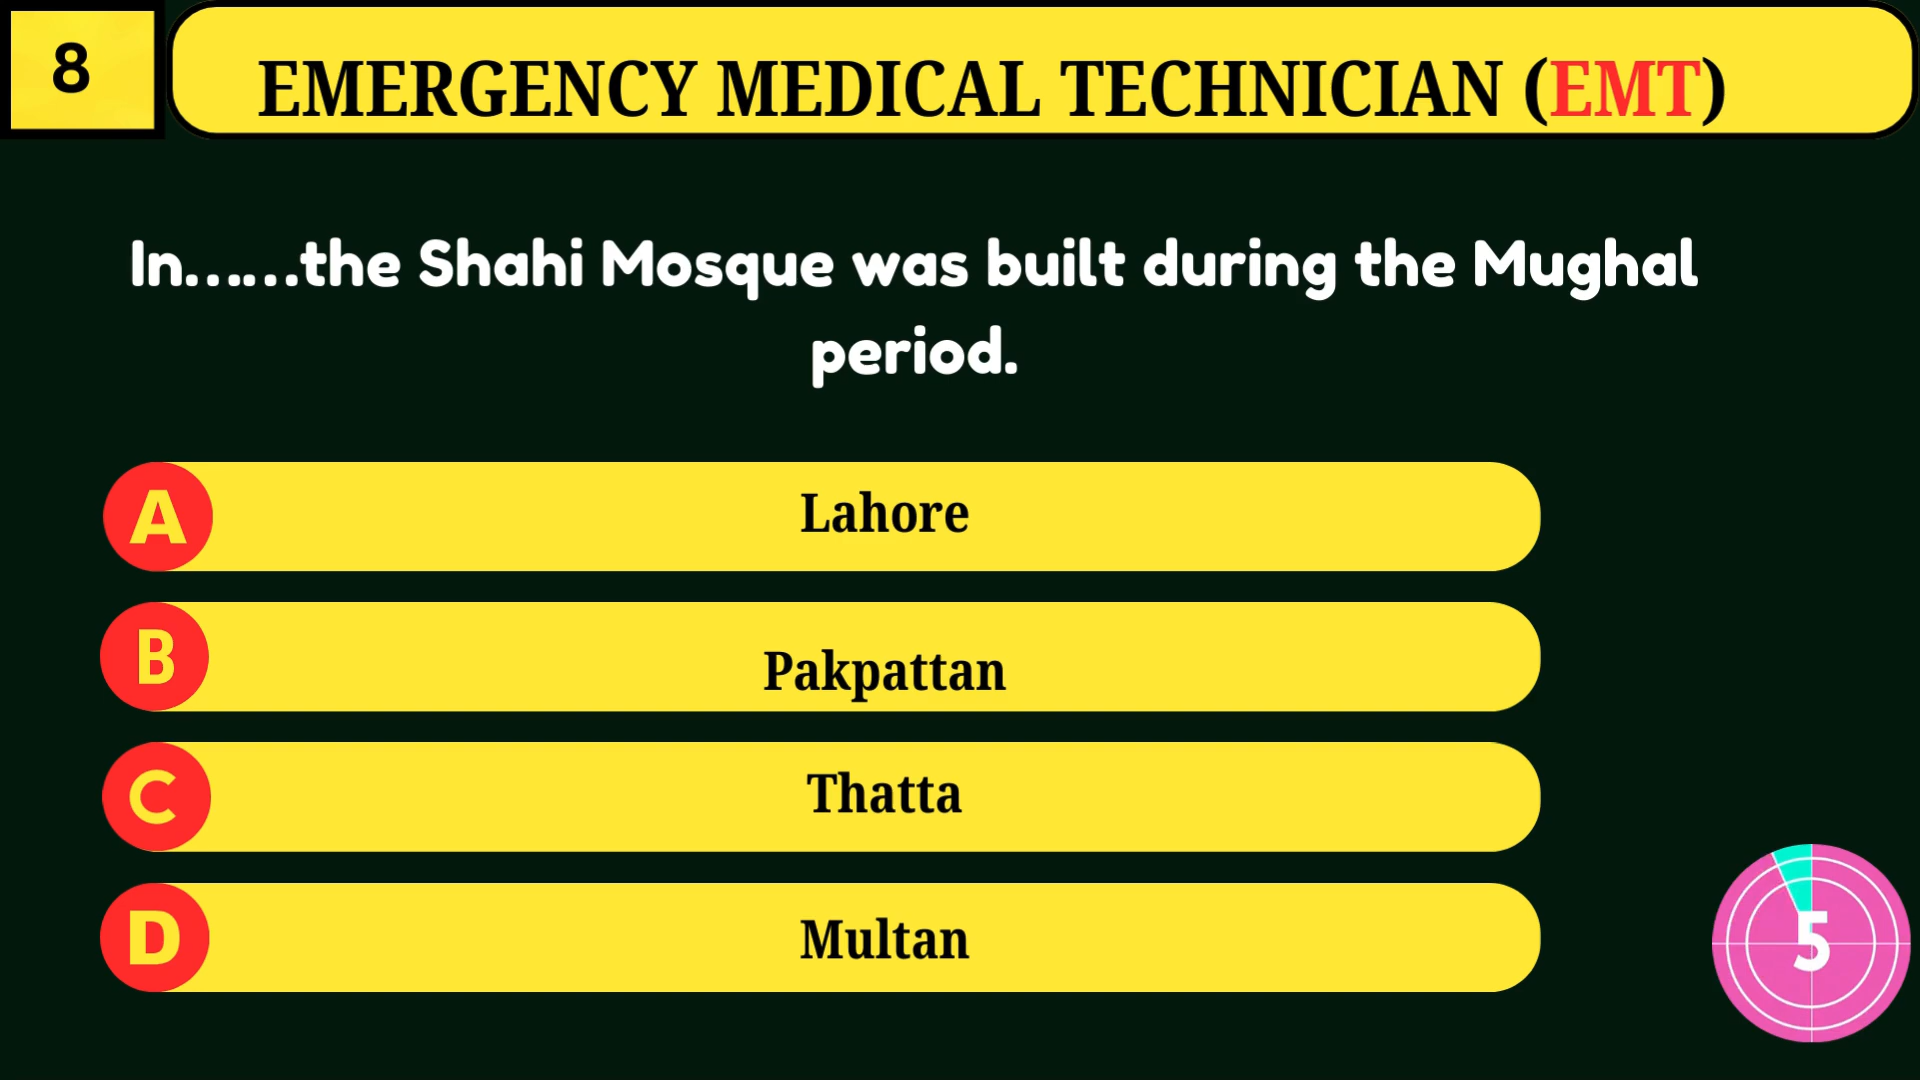 8
EMERGENCY MEDICAL TECHNICIAN (EMT)
In......the Shahi Mosque was built during the Mughal
period.
A
Lahore
B
Pakpattan
C
Thatta
D
Multan
5